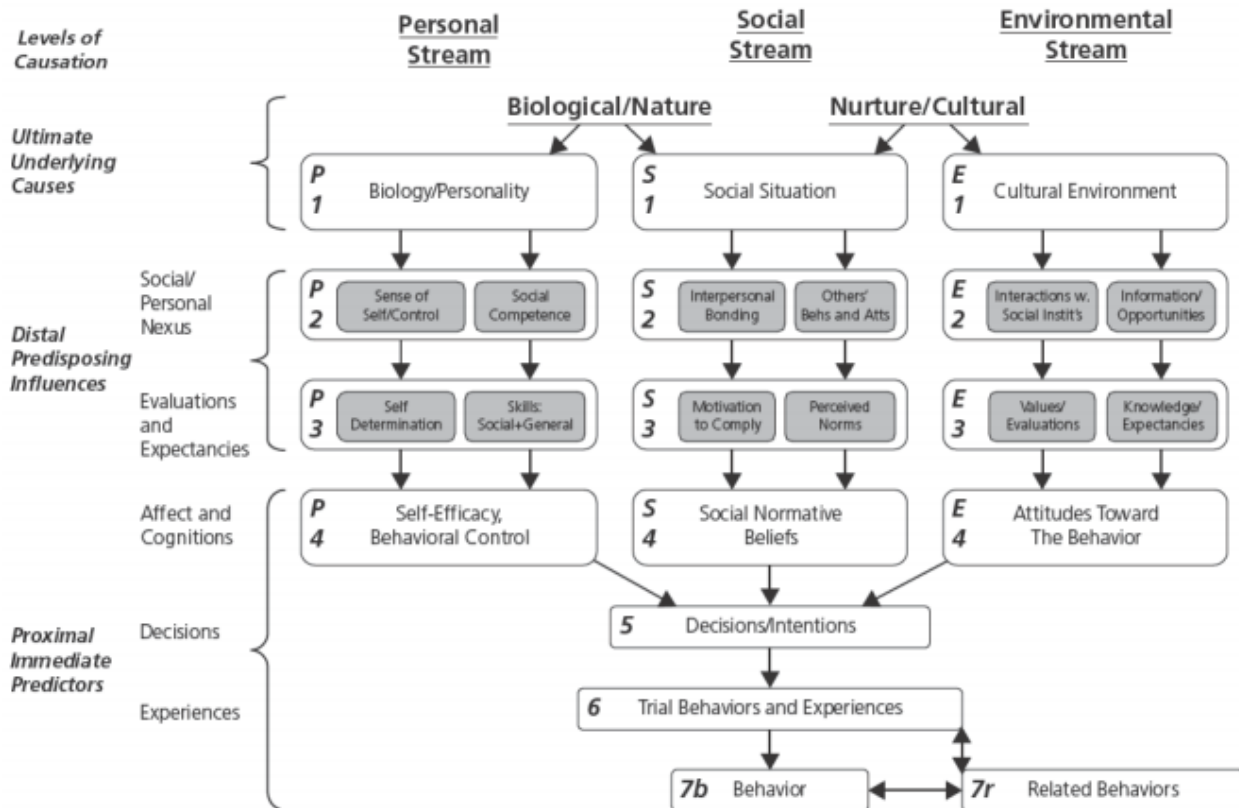 Levels of
Causation
Personal
Stream
Social
Stream
Environmental
Stream
Biological/Nature
Nurture/Cultural
Ultimate
Underlying
Causes
P
1
Biology/Personality
S
1
Social Situation
E
1
Cultural Environment
Distal
Predisposing
Influences
Social/
Personal
Nexus
P
2
Sense of
Self/Control
Social
Competence
S
2
Interpersonal
Bonding
Others'
Behs and Atts
E
2
Interactions w.
Social Instit's
Information/
Opportunities
Evaluations
and
Expectancies
P
3
Self
Determination
Skills:
Social+General
S
3
Motivation
to Comply
Perceived
Norms
E
3
Values/
Evaluations
Knowledge/
Expectancies
Proximal
Immediate
Predictors
Affect and
Cognitions
P
4
Self-Efficacy,
Behavioral Control
S
4
Social Normative
Beliefs
E
4
Attitudes Toward
The Behavior
Decisions
5
Decisions/Intentions
Experiences
6
Trial Behaviors and Experiences
7b
Behavior
7r
Related Behaviors